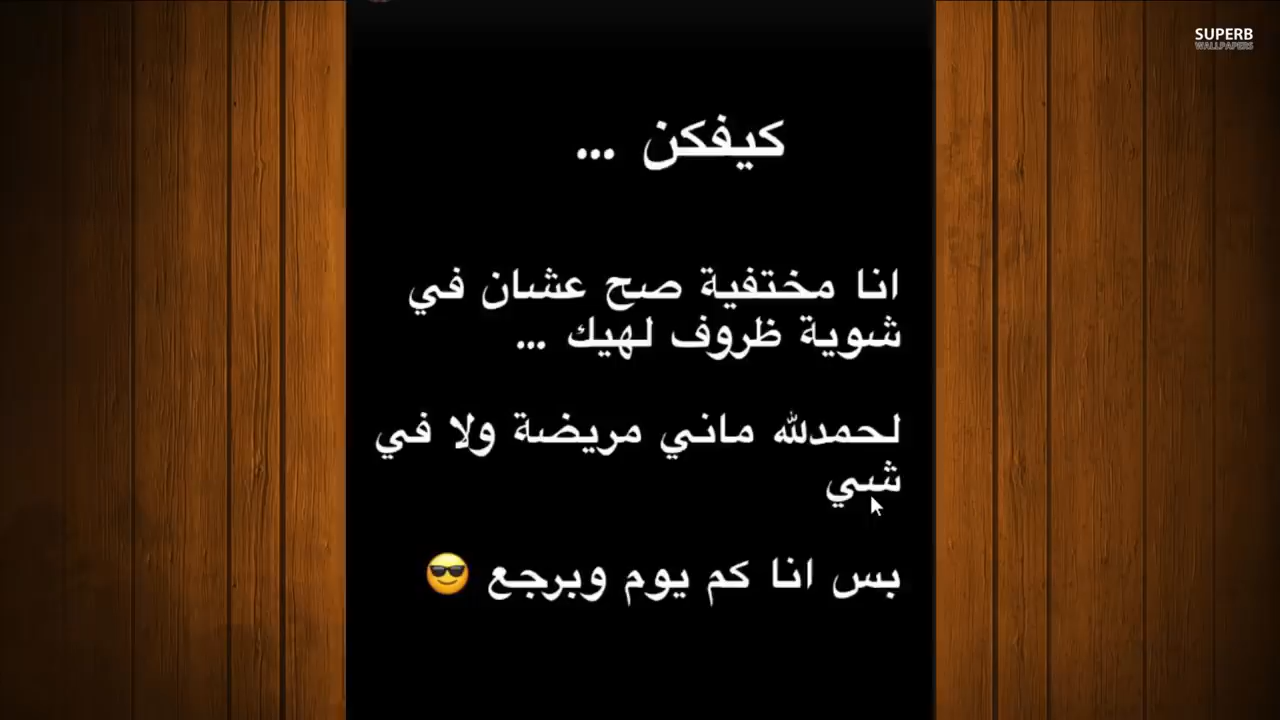 SUPERB
WALLPAPERS
كيفكن ...
انا مختفية صح عشان في
شوية ظروف لهيك ...
لحمدلله ماني مريضة ولا في
شي
بس انا كم يوم وبرجع 😎